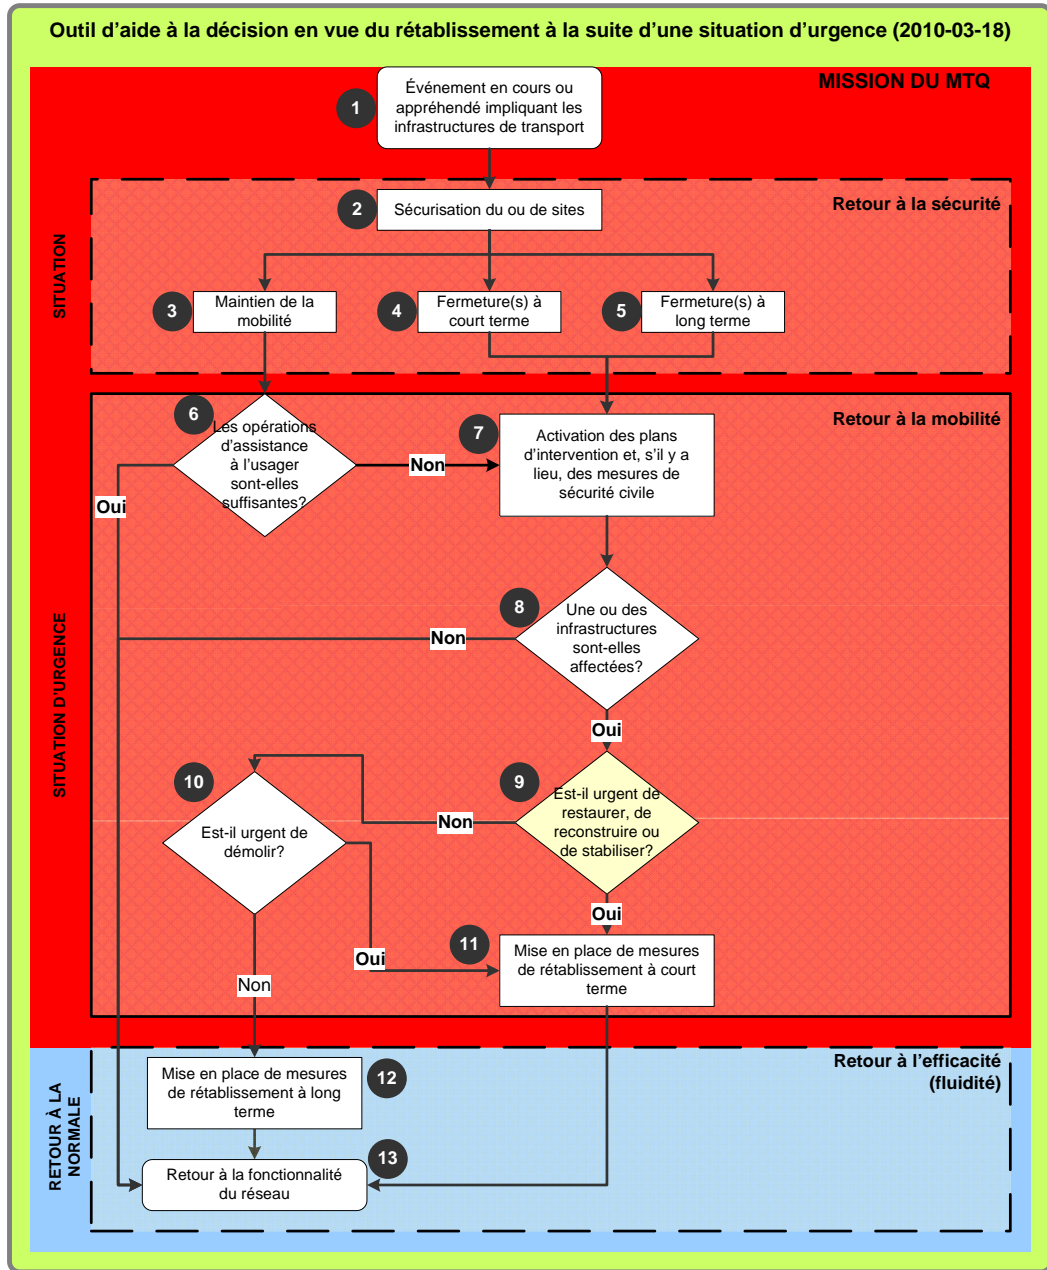 Outil d'aide à la décision en vue du rétablissement à la suite d'une situation d'urgence (2010-03-18)
MISSION DU MTQ
1
Événement en cours ou
appréhendé impliquant les
infrastructures de transport
SITUATION
Retour à la sécurité
2
Sécurisation du ou de sites
3
Maintien de la
mobilité
4
Fermeture(s) à
court terme
5
Fermeture(s) à
long terme
SITUATION D'URGENCE
Retour à la mobilité
6
Les opérations
d'assistance
à l'usager
sont-elles
suffisantes?
Non
Oui
7
Activation des plans
d'intervention et, s'il y a
lieu, des mesures de
sécurité civile
8
Une ou des
infrastructures
sont-elles
affectées?
Non
Oui
9
Est-il urgent de
restaurer, de
reconstruire ou
de stabiliser?
Non
Oui
10
Est-il urgent de
démolir?
Oui
Non
11
Mise en place de mesures
de rétablissement à court
terme
RETOUR À LA
NORMALE
Retour à l'efficacité
(fluidité)
12
Mise en place de mesures
de rétablissement à long
terme
13
Retour à la fonctionnalité
du réseau